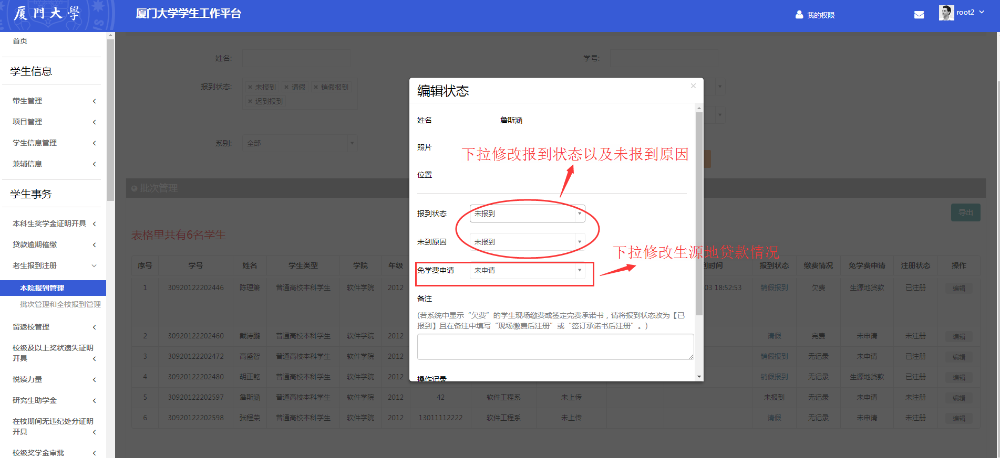 厦門大學
厦门大学学生工作平台
我的权限
root2
首页
学生信息
带生管理
项目管理
学生信息管理
兼辅信息
学生事务
本科生奖学金证明开具
贷款逾期催缴
老生报到注册
本院报到管理
批次管理和全校报到管理
留返校管理
校级及以上奖状遗失证明
开具
悦读力量
研究生助学金
在校期间无违纪处分证明
开具
校级奖学金审批
姓名:
学号:
报到状态:
× 未报到 × 请假 × 销假报到
× 迟到报到
系别:
全部
批次管理
导出
表格里共有6名学生
序号 学号 姓名 学生类型 学院 年级 到时间 报到状态 缴费情况 免学费申请 注册状态 操作
1 30920122202446 陈理箫 普通高校本科学生 软件学院 2012 03 18:52:53 销假报到 欠费 生源地贷款 已注册 编辑
2 30920122202460 戴诗鹏 普通高校本科学生 软件学院 2012 请假 完费 未申请 未注册 编辑
3 30920122202472 高盛智 普通高校本科学生 软件学院 2012 销假报到 无记录 未申请 已注册 编辑
4 30920122202480 胡正乾 普通高校本科学生 软件学院 2012 销假报到 无记录 生源地贷款 已注册 编辑
5 30920122202597 詹斯涵 普通高校本科学生 软件学院 2012 42 软件工程系 未上传 未报到 无记录 未申请 未注册 编辑
6 30920122202598 张程荣 普通高校本科学生 软件学院 2012 13011112222 软件工程系 未上传 请假 无记录 未申请 未注册 编辑
编辑状态
×
姓名 詹斯涵
照片
下拉修改报到状态以及未报到原因
位置
报到状态 未报到
未到原因 未报到
下拉修改生源地贷款情况
免学费申请 未申请
备注
(若系统中显示“欠费”的学生现场缴费或签定完费承诺书，请将报到状态改为【已
报到】且在备注中填写“现场缴费后注册”或“签订承诺书后注册”。)
操作记录